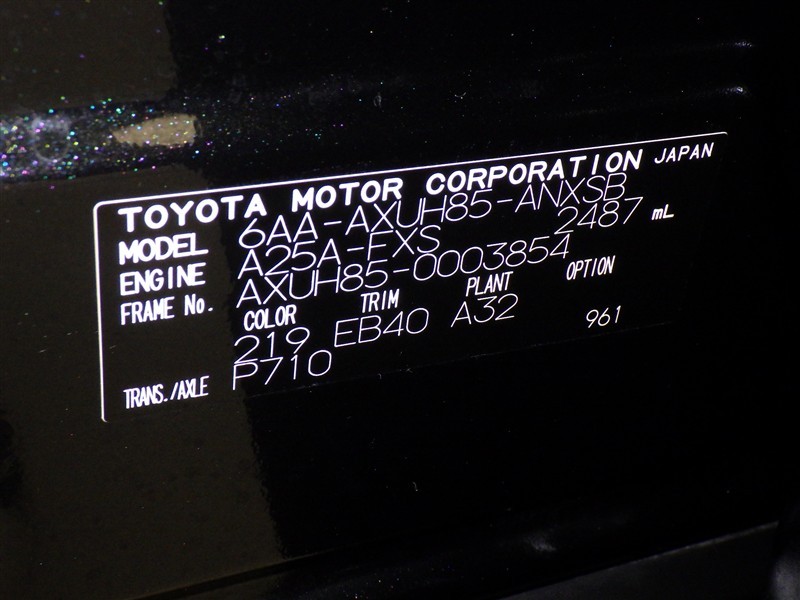 TOYOTA MOTOR CORPORATION JAPAN
MODEL 6AA-AXUH85-ANXSB
ENGINE A25A-FXS 2487 mL
FRAME No. AXUH85-0003854
COLOR TRIM PLANT OPTION
219 EB40 A32 961
TRANS./AXLE P710